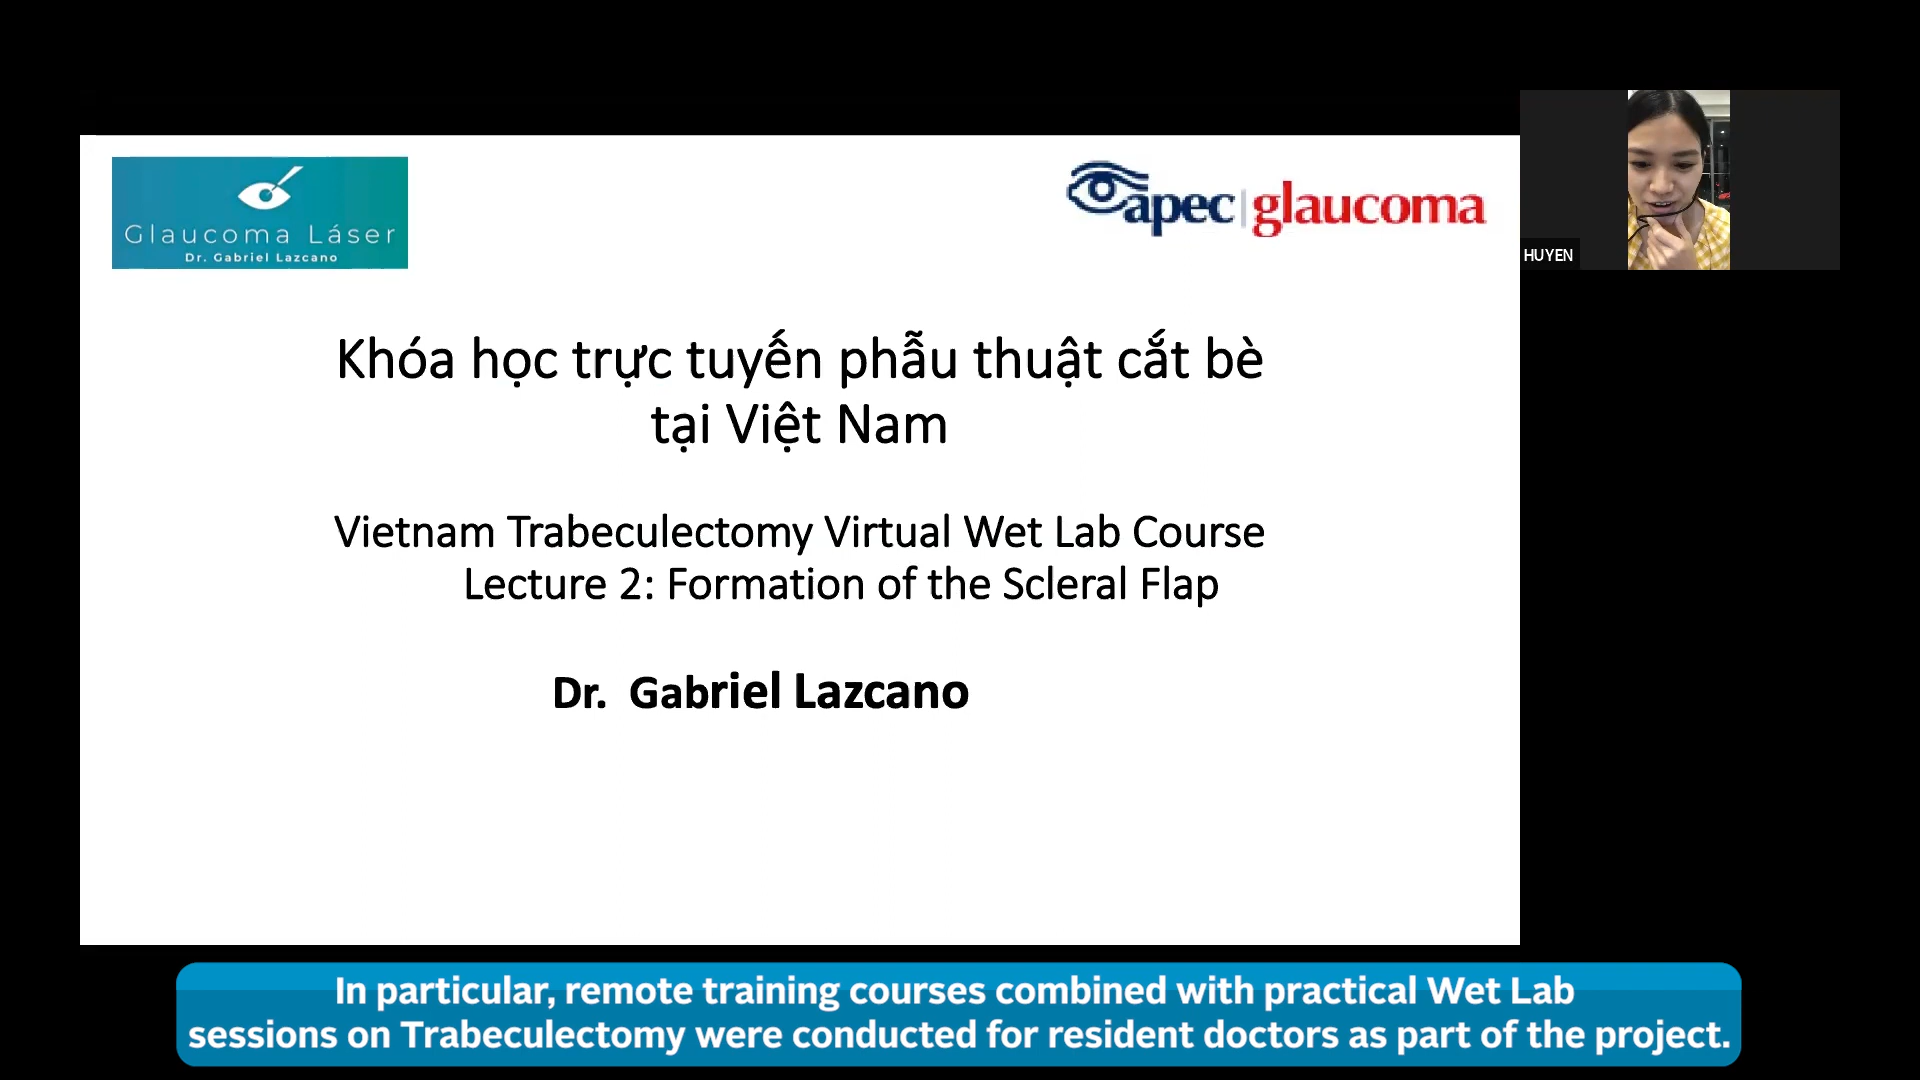 Glaucoma Láser
Dr. Gabriel Lazcano
apec glaucoma
HUYEN
Khóa học trực tuyến phẫu thuật cắt bè
tại Việt Nam
Vietnam Trabeculectomy Virtual Wet Lab Course
Lecture 2: Formation of the Scleral Flap
Dr. Gabriel Lazcano
In particular, remote training courses combined with practical Wet Lab
sessions on Trabeculectomy were conducted for resident doctors as part of the project.